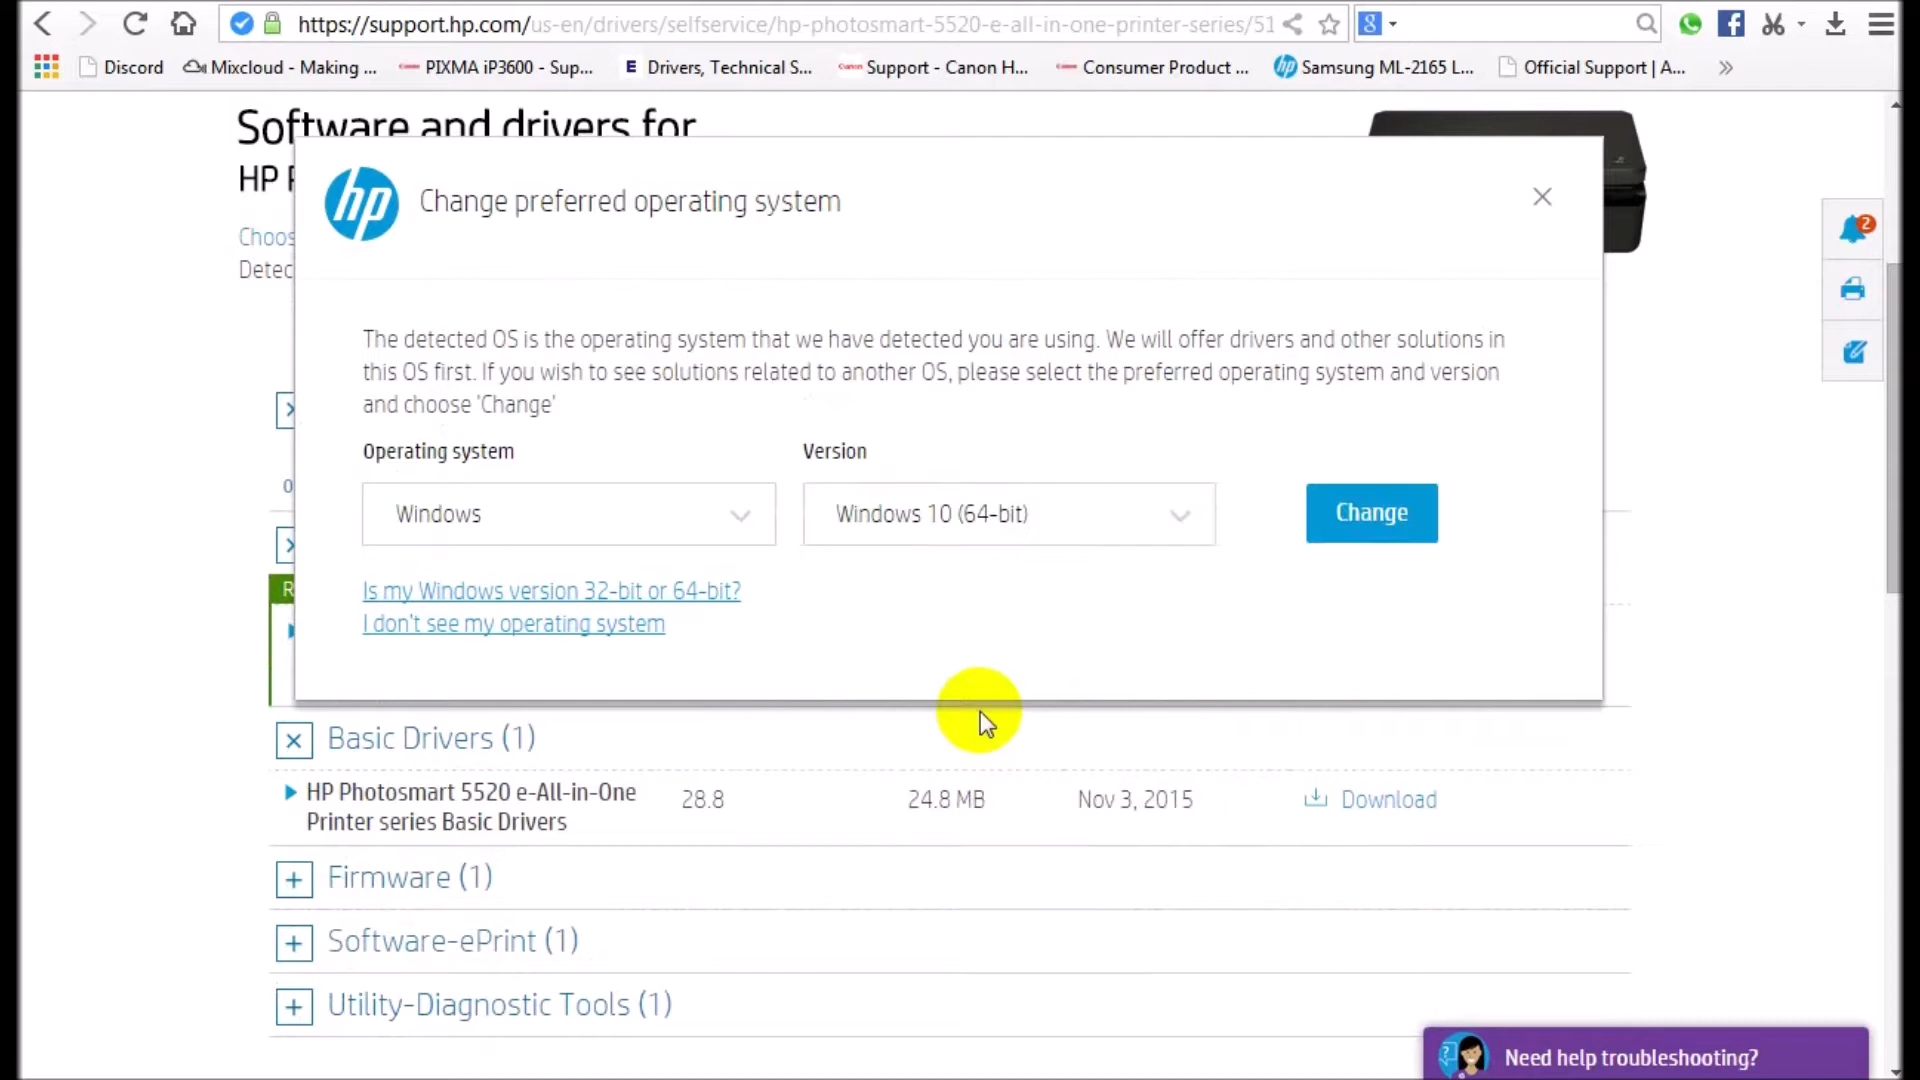 https://support.hp.com/us-en/drivers/selfservice/hp-photosmart-5520-e-all-in-one-printer-series/51
8
Discord
Mixcloud - Making ...
PIXMA iP3600 - Sup...
E Drivers, Technical S...
Canon Support - Canon H...
Consumer Product ...
hp Samsung ML-2165 L...
Official Support | A...
Software and drivers for
HP
hp
Change preferred operating system
2
Choos
Detec
The detected OS is the operating system that we have detected you are using. We will offer drivers and other solutions in
this OS first. If you wish to see solutions related to another OS, please select the preferred operating system and version
and choose 'Change'
Operating system
Version
Windows
Windows 10 (64-bit)
Change
Is my Windows version 32-bit or 64-bit?
I don't see my operating system
R
Basic Drivers (1)
HP Photosmart 5520 e-All-in-One
Printer series Basic Drivers
28.8
24.8 MB
Nov 3, 2015
Download
Firmware (1)
Software-ePrint (1)
Utility-Diagnostic Tools (1)
Need help troubleshooting?